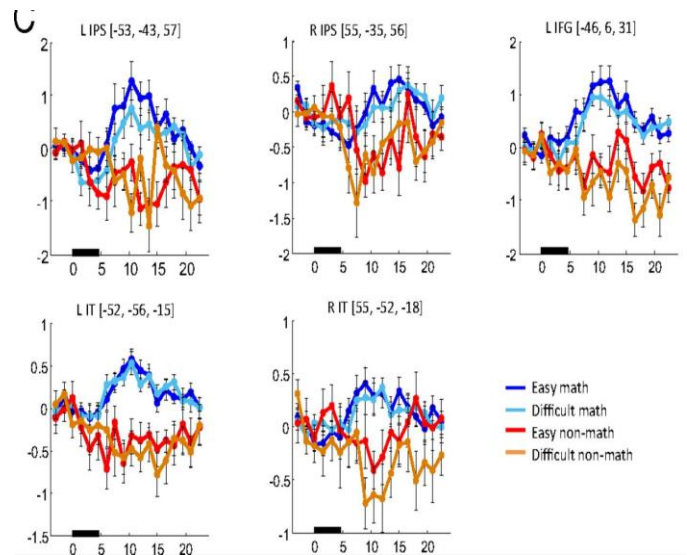 C
L IPS [-53, -43, 57]
2
1
0
-1
-2
0 5 10 15 20
R IPS [55, -35, 56]
1
0.5
0
-0.5
-1
-1.5
-2
0 5 10 15 20
L IFG [-46, 6, 31]
2
1
0
-1
-2
0 5 10 15 20
L IT [-52, -56, -15]
1
0.5
0
-0.5
-1
-1.5
0 5 10 15 20
R IT [55, -52, -18]
1
0.5
0
-0.5
-1
0 5 10 15 20
Easy math
Difficult math
Easy non-math
Difficult non-math